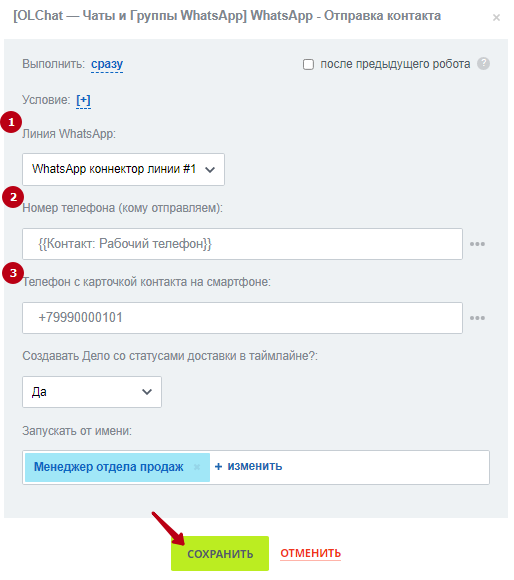 [OLChat — Чаты и Группы WhatsApp] WhatsApp - Отправка контакта ×
Выполнить: сразу после предыдущего робота ?
Условие: [+]
1
Линия WhatsApp:
WhatsApp коннектор линии #1
2
Номер телефона (кому отправляем):
{{Контакт: Рабочий телефон}} •••
3
Телефон с карточкой контакта на смартфоне:
+79990000101 •••
Создавать Дело со статусами доставки в таймлайне?:
Да
Запускать от имени:
Менеджер отдела продаж × + изменить
СОХРАНИТЬ ОТМЕНИТЬ